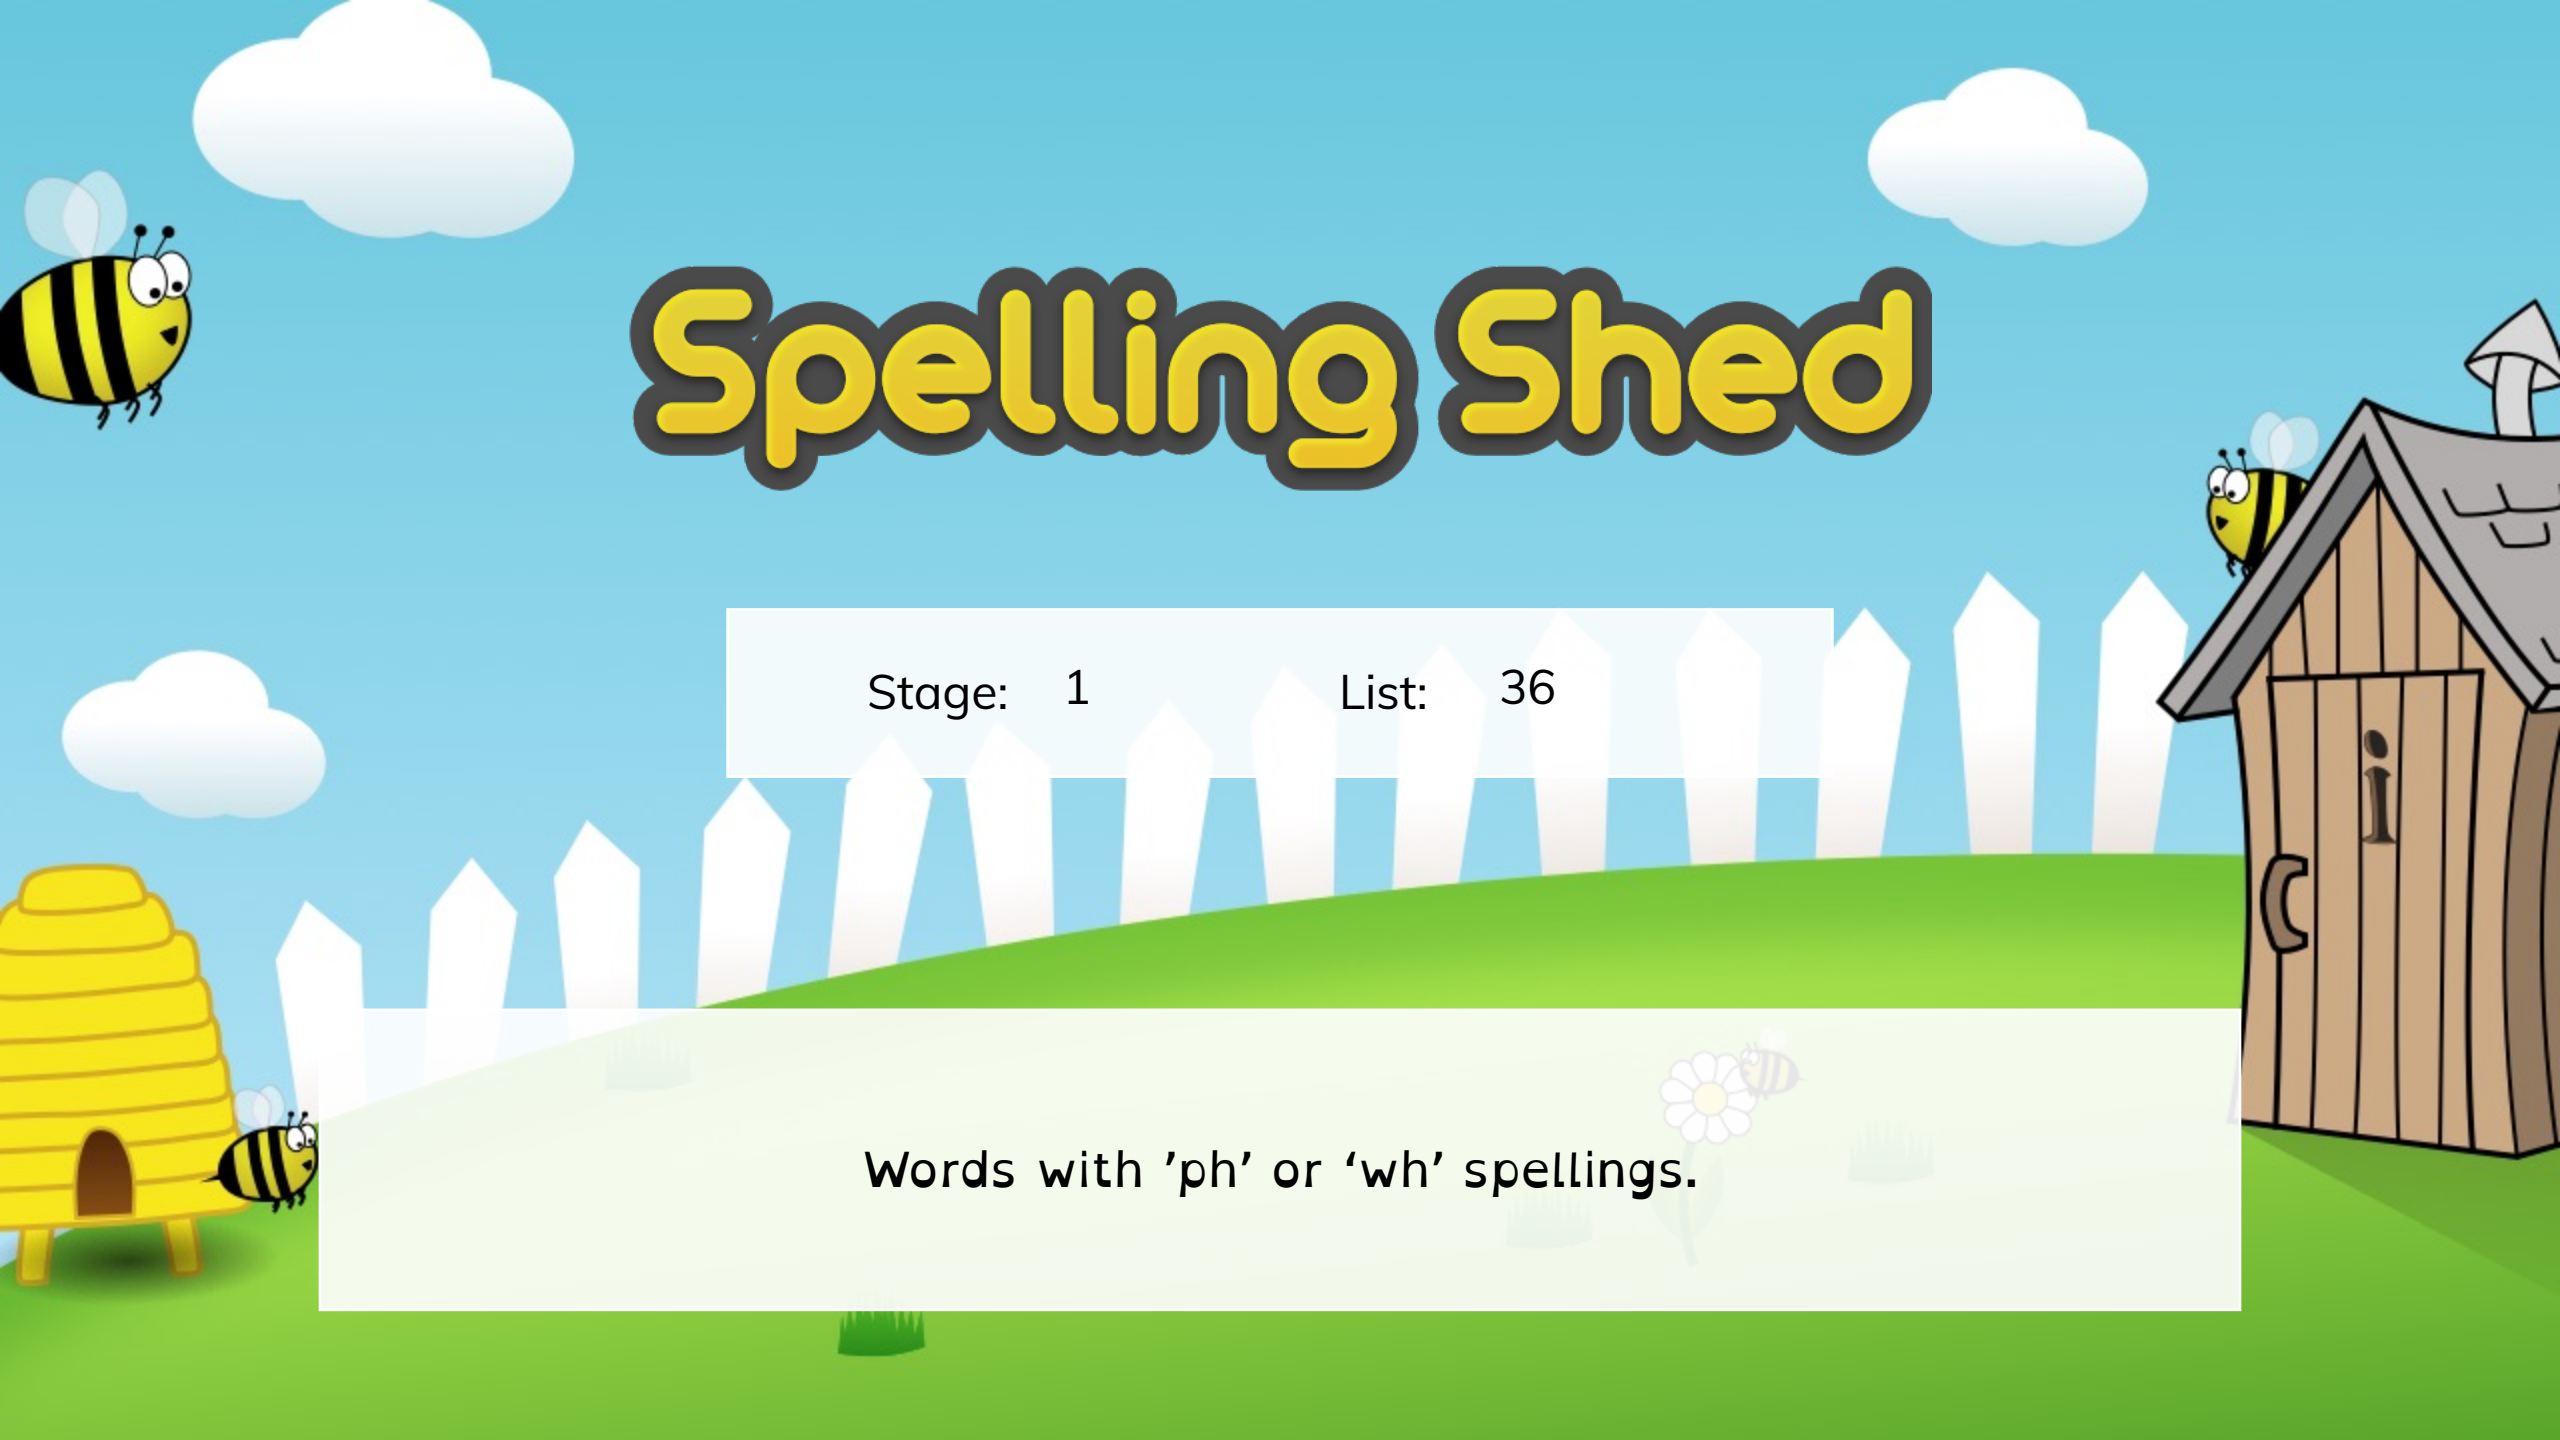 Spelling Shed
Stage: 1 List: 36
i
Words with ’ph’ or ‘wh’ spellings.